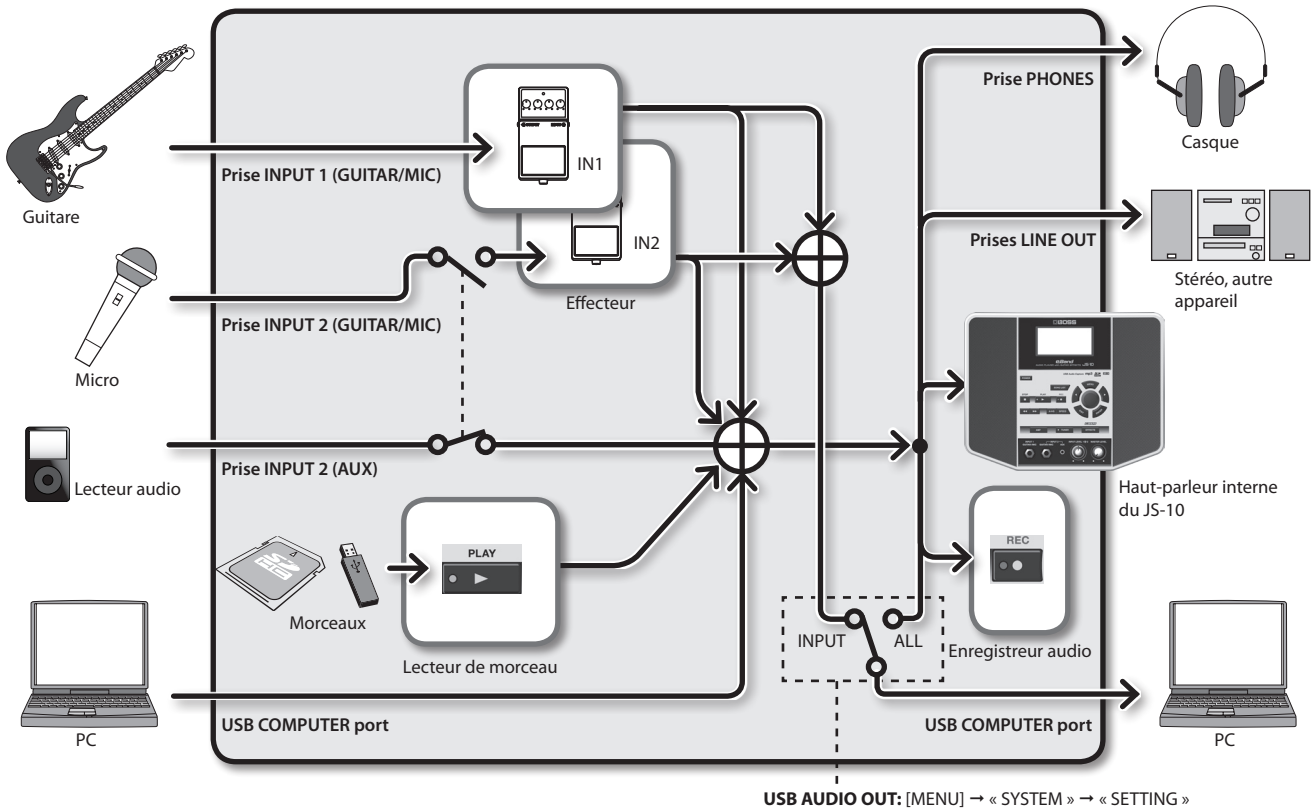 Prise PHONES
Casque
IN1
Prise INPUT 1 (GUITAR/MIC)
Guitare
IN2
Prises LINE OUT
Stéréo, autre
appareil
Effecteur
Prise INPUT 2 (GUITAR/MIC)
BOSS
Micro
Prise INPUT 2 (AUX)
Lecteur audio
Haut-parleur interne
du JS-10
PLAY
REC
Morceaux
INPUT
ALL
Enregistreur audio
Lecteur de morceau
USB COMPUTER port
USB COMPUTER port
PC
PC
USB AUDIO OUT: [MENU] → « SYSTEM » → « SETTING »